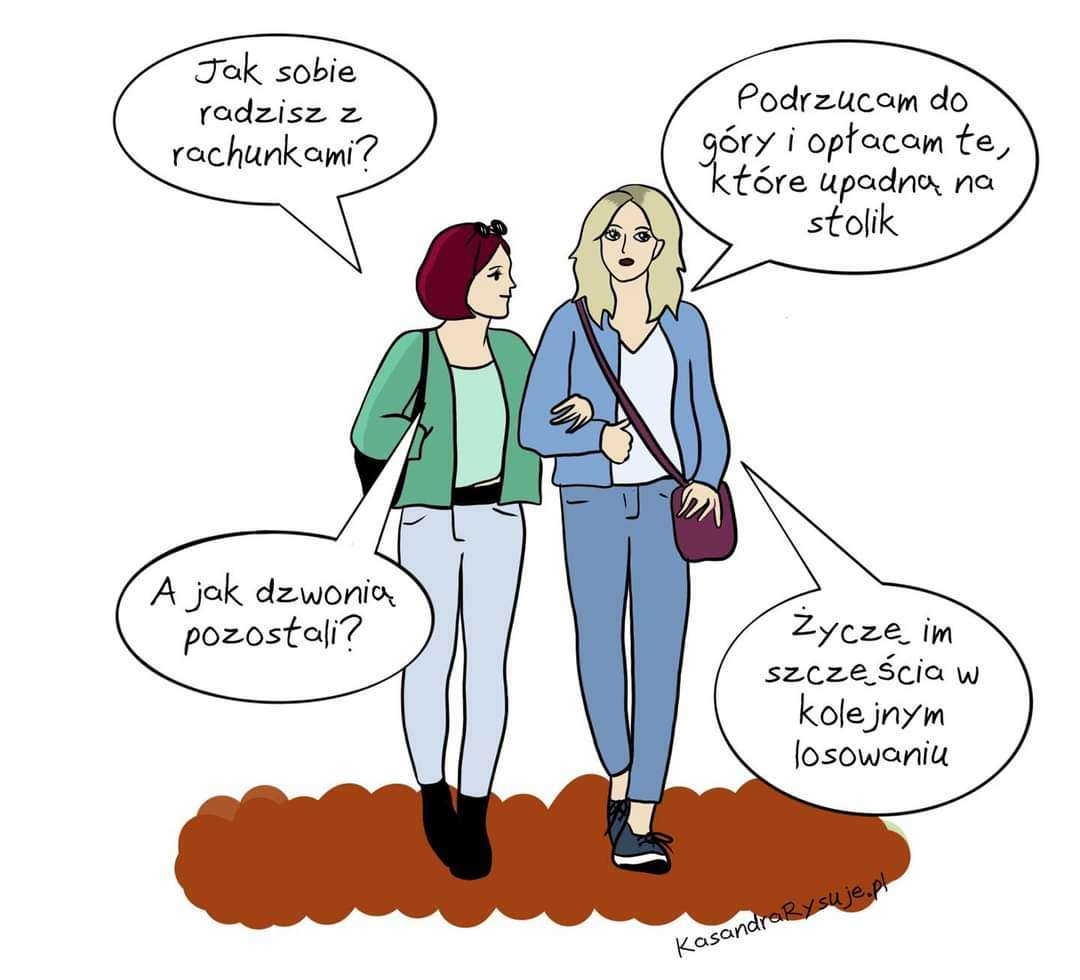 Jak sobie
radzisz z
rachunkami?
Podrzucam do
góry i opłacam te,
które upadną na
stolik
A jak dzwonią
pozostali?
Życzę im
szczęścia w
kolejnym
losowaniu
KasandraRysuje.pl